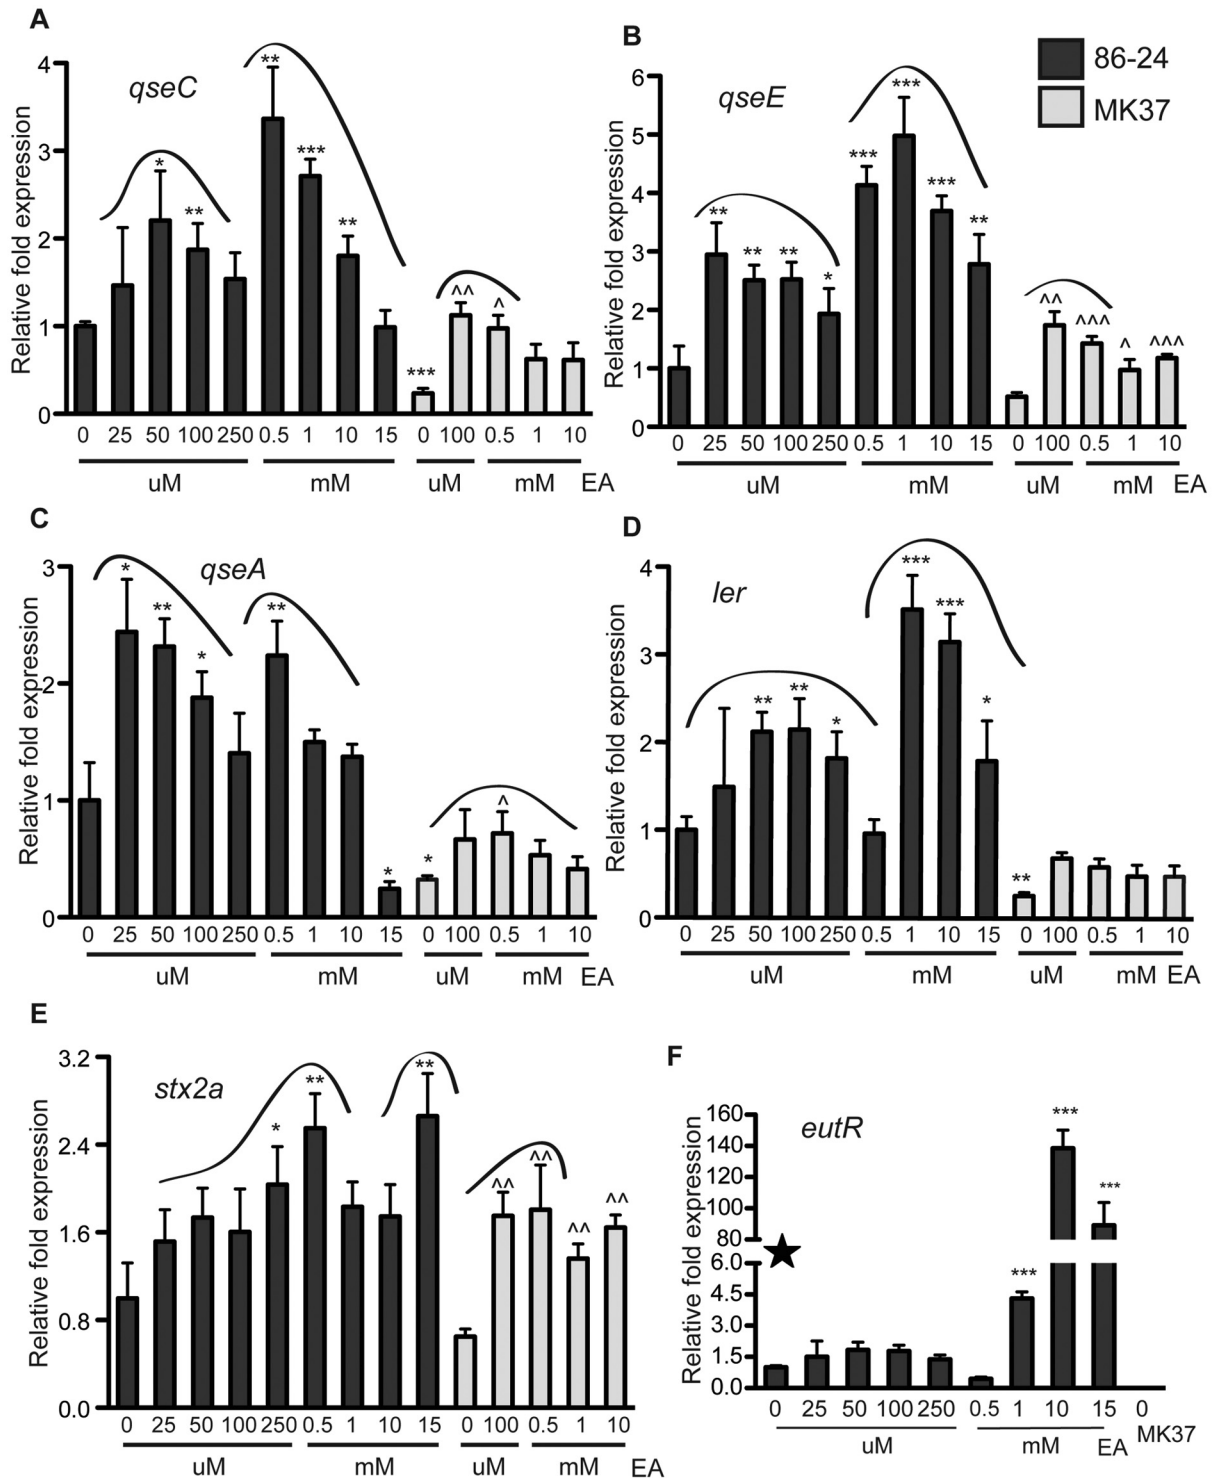 A
qseC
Relative fold expression
4
3
2
1
0
**
***
*
**
**
***
^^
^
0 25 50 100 250 0.5 1 10 15 0 100 0.5 1 10
uM mM uM mM EA
B
qseE
86-24
MK37
Relative fold expression
6
5
4
3
2
1
0
***
***
***
**
**
**
**
*
^^
^^^
^
^^^
0 25 50 100 250 0.5 1 10 15 0 100 0.5 1 10
uM mM uM mM EA
C
qseA
Relative fold expression
3
2
1
0
*
**
*
**
*
*
^
0 25 50 100 250 0.5 1 10 15 0 100 0.5 1 10
uM mM uM mM EA
D
ler
Relative fold expression
4
3
2
1
0
***
***
**
**
*
*
**
0 25 50 100 250 0.5 1 10 15 0 100 0.5 1 10
uM mM uM mM EA
E
stx2a
Relative fold expression
3.2
2.4
1.6
0.8
0.0
*
**
**
^^
^^
^^
^^
0 25 50 100 250 0.5 1 10 15 0 100 0.5 1 10
uM mM uM mM EA
F
eutR
Relative fold expression
160
140
120
100
80
6.0
4.5
3.0
1.5
0.0
***
***
***
0 25 50 100 250 0.5 1 10 15 0
uM mM EA MK37